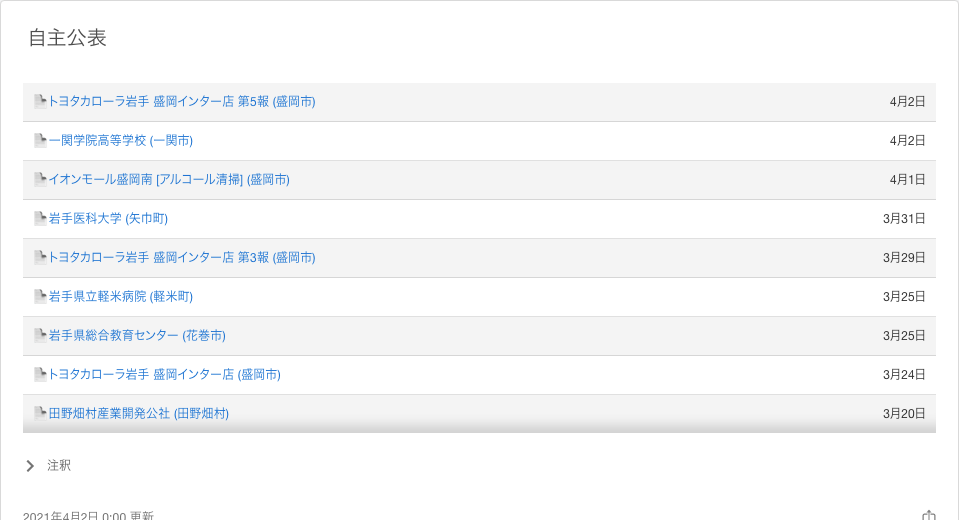 自主公表
トヨタカローラ岩手 盛岡インター店 第5報 (盛岡市) 4月2日
一関学院高等学校 (一関市) 4月2日
イオンモール盛岡南 [アルコール清掃] (盛岡市) 4月1日
岩手医科大学 (矢巾町) 3月31日
トヨタカローラ岩手 盛岡インター店 第3報 (盛岡市) 3月29日
岩手県立軽米病院 (軽米町) 3月25日
岩手県総合教育センター (花巻市) 3月25日
トヨタカローラ岩手 盛岡インター店 (盛岡市) 3月24日
田野畑村産業開発公社 (田野畑村) 3月20日
注釈
2021年4月2日 0:00 更新